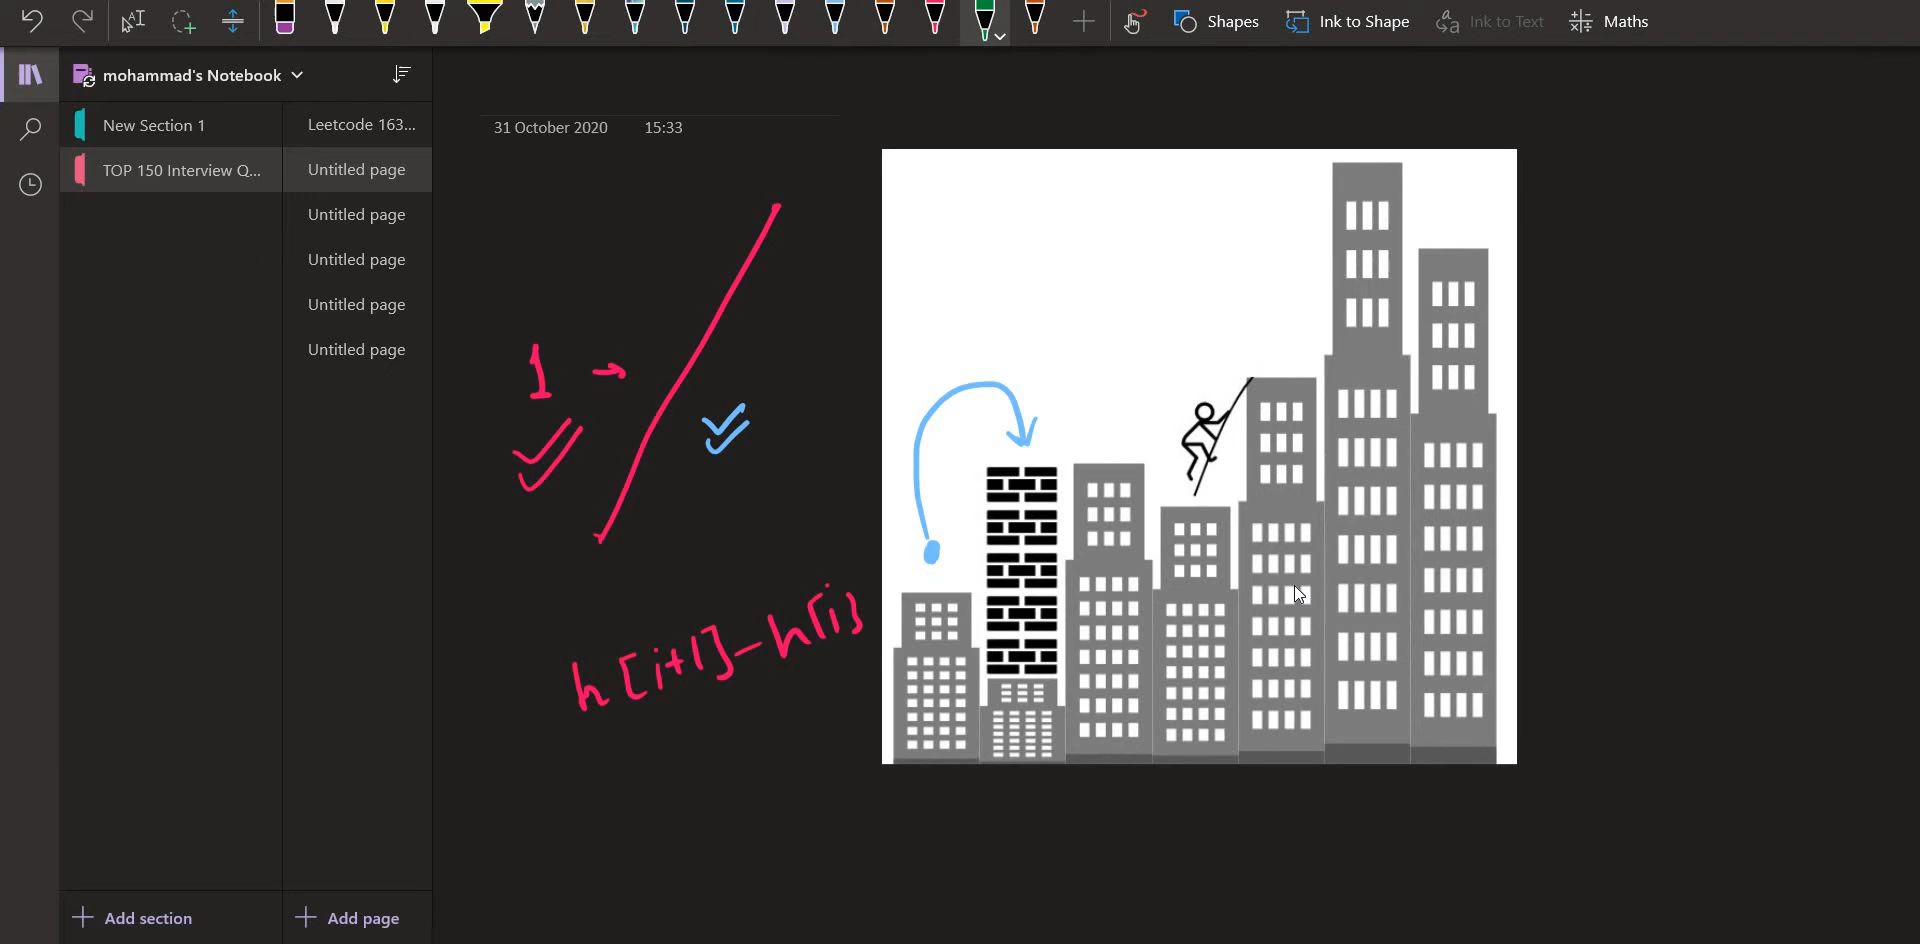 Shapes
Ink to Shape
Ink to Text
Maths
mohammad's Notebook
New Section 1
Leetcode 163...
TOP 150 Interview Q...
Untitled page
Untitled page
Untitled page
Untitled page
Untitled page
31 October 2020 15:33
1 →
h[i+1]-h[i]
Add section
Add page